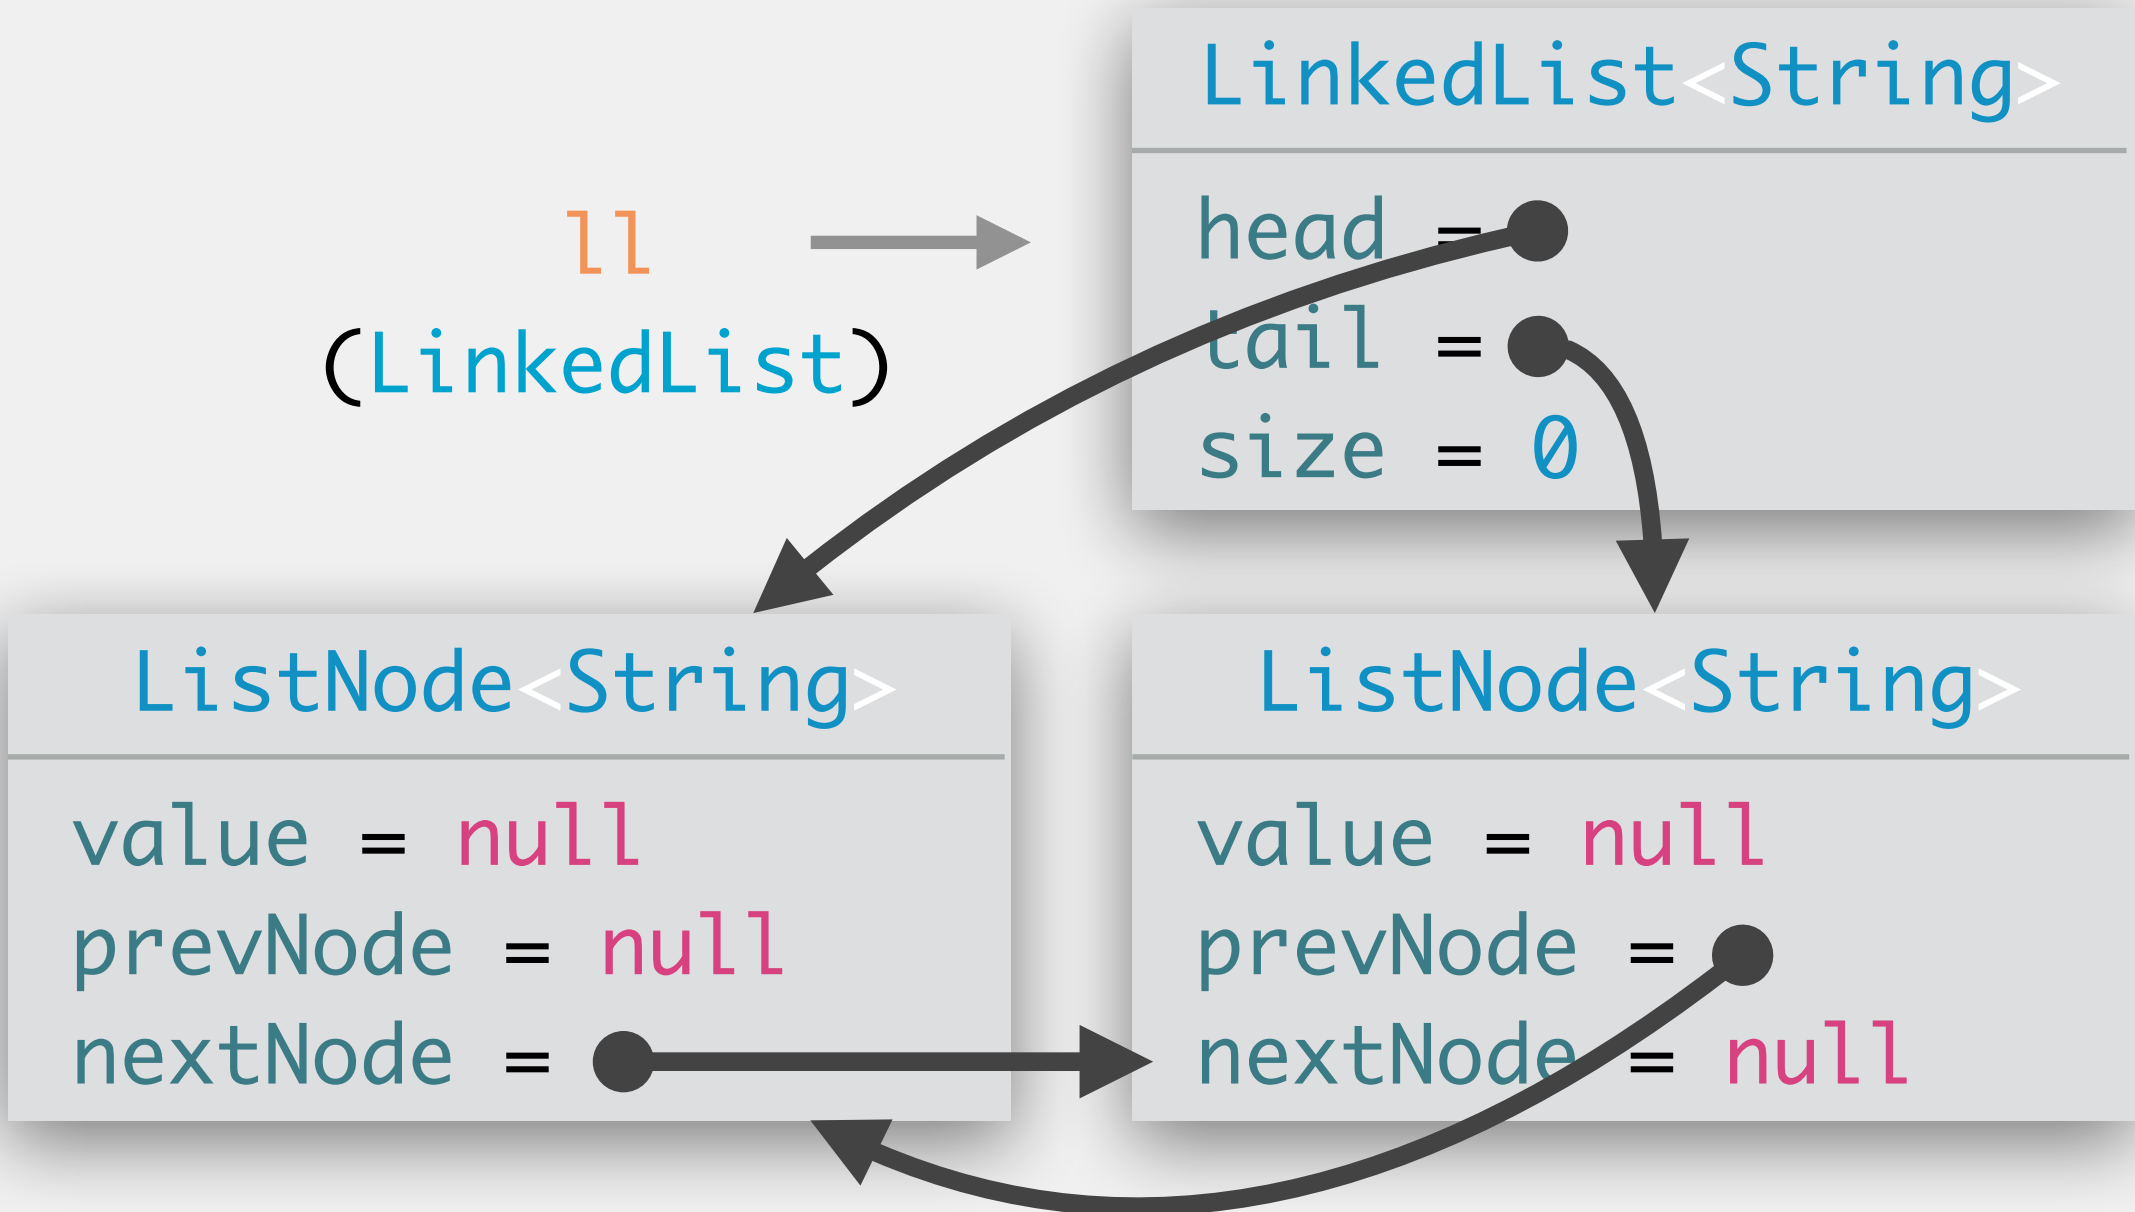 LinkedList<String>
head =
tail =
size = 0
ll
(LinkedList)
ListNode<String>
value = null
prevNode = null
nextNode =
ListNode<String>
value = null
prevNode =
nextNode = null